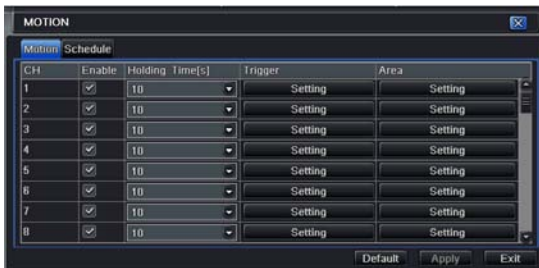 MOTION
Motion Schedule
CH Enable Holding Time[s] Trigger Area
1 10 Setting Setting
2 10 Setting Setting
3 10 Setting Setting
4 10 Setting Setting
5 10 Setting Setting
6 10 Setting Setting
7 10 Setting Setting
8 10 Setting Setting
Default Apply Exit